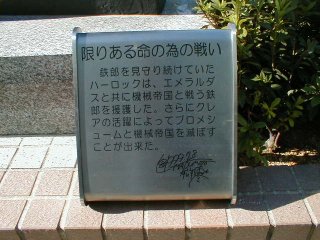 限りある命の為の戦い
鉄郎を見守り続けていた
ハーロックは、エメラルダ
スと共に機械帝国と戦う鉄
郎を援護した。さらにクレ
アの活躍によってプロメシ
ュームと機械帝国を滅ぼす
ことが出来た。